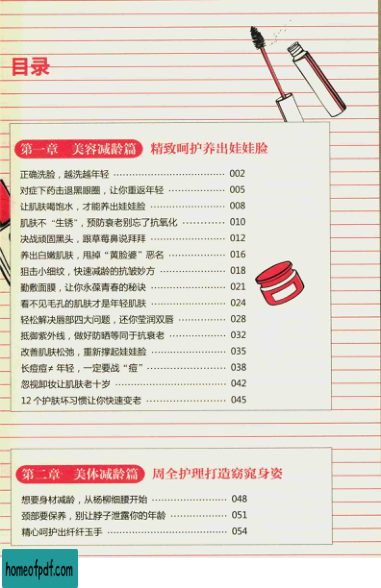 目录
第一章 美容减龄篇 精致呵护养出娃娃脸
正确洗脸，越洗越年轻 002
对症下药击退黑眼圈，让你重返年轻 005
让肌肤喝饱水，才能养出娃娃脸 008
肌肤不“生锈”，预防衰老别忘了抗氧化 010
决战顽固黑头，跟草莓鼻说拜拜 012
养出白嫩肌肤，甩掉“黄脸婆”恶名 016
狙击小细纹，快速减龄的抗皱妙方 018
勤敷面膜，让你永葆青春的秘诀 021
看不见毛孔的肌肤才是年轻肌肤 024
轻松解决唇部四大问题，还你莹润双唇 028
抵御紫外线，做好防晒等同于抗衰老 032
改善肌肤松弛，重新撑起娃娃脸 035
长痘痘≠年轻，一定要战“痘” 038
忽视卸妆让肌肤老十岁 042
12个护肤坏习惯让你快速变老 045
第二章 美体减龄篇 周全护理打造窈窕身姿
想要身材减龄，从杨柳细腰开始 048
颈部要保养，别让脖子泄露你的年龄 051
精心呵护出纤纤玉手 054
homeofpdf.com